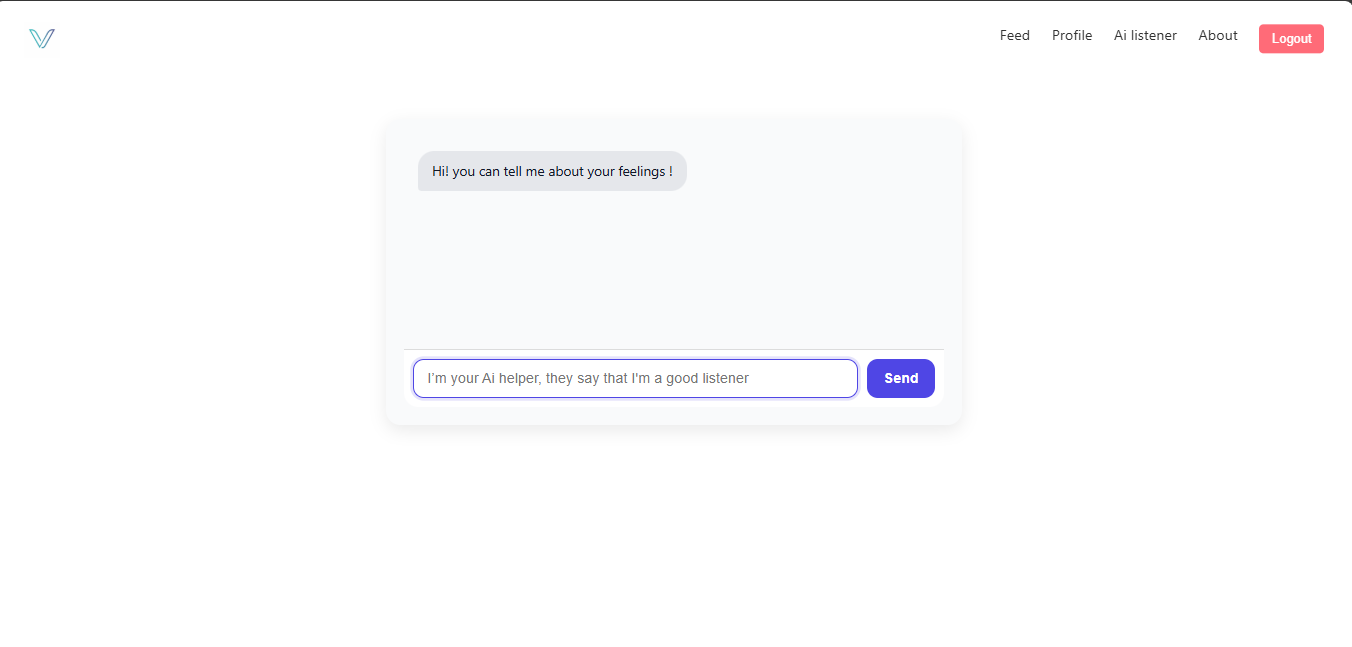 Feed Profile Ai listener About Logout
Hi! you can tell me about your feelings !
I’m your Ai helper, they say that I'm a good listener Send